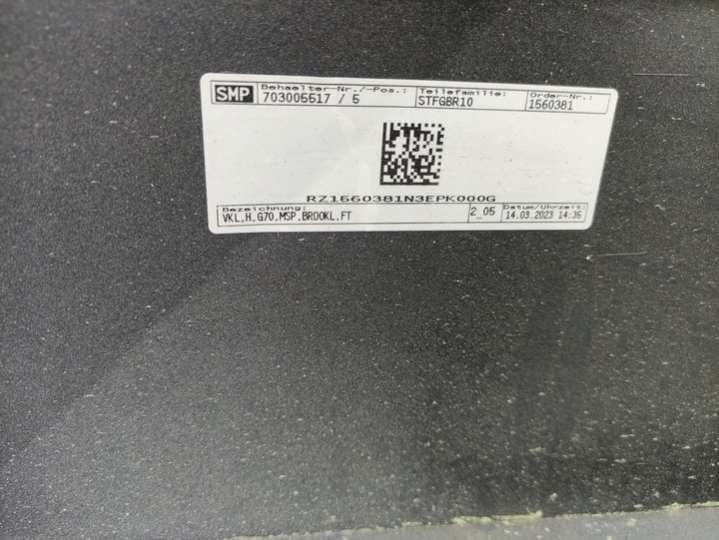 SMP Behaelter-Nr./-Pos.: Teilefamilie: Order-Nr.:
703005517 / 5 STFGBR10 1560381
RZ1560381N3EPK000G
Bezeichnung: 2_05 Datum/Uhrzeit:
VKL.H.G70.MSP.BROOKL.FT 14.03.2023 14:36